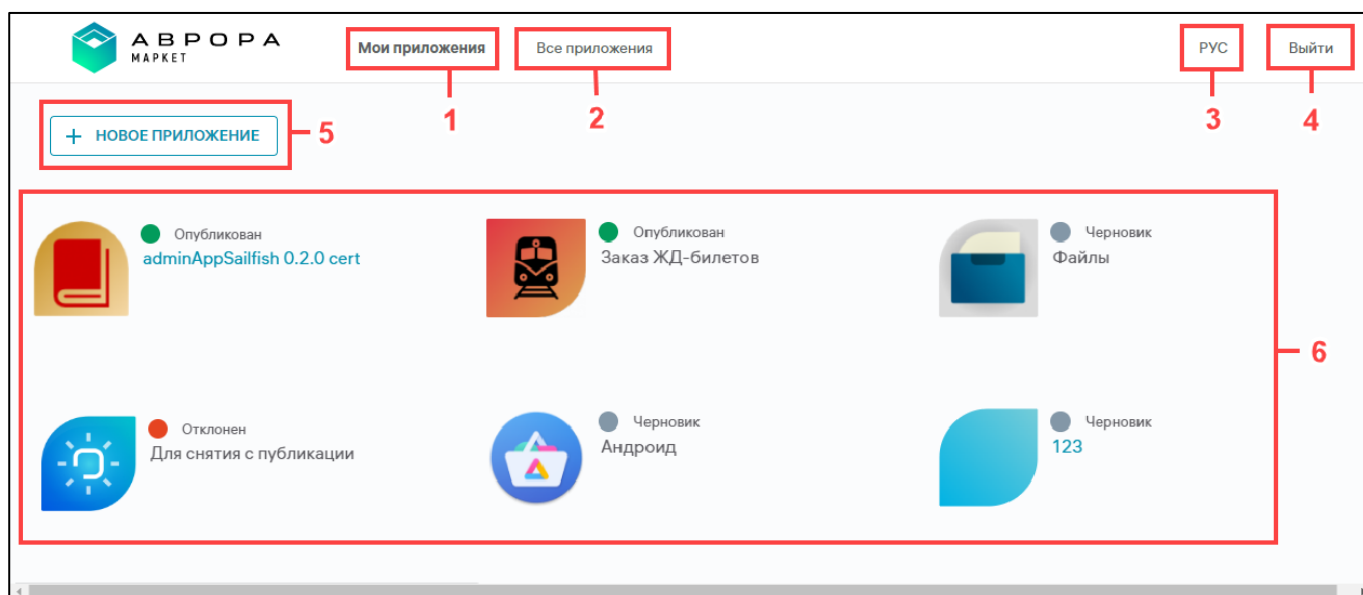 АВРОРА
МАРКЕТ
Мои приложения
Все приложения
РУС
Выйти
1
2
3
4
+ НОВОЕ ПРИЛОЖЕНИЕ
5
Опубликован
adminAppSailfish 0.2.0 cert
Опубликован
Заказ ЖД-билетов
Черновик
Файлы
6
Отклонен
Для снятия с публикации
Черновик
Андроид
Черновик
123